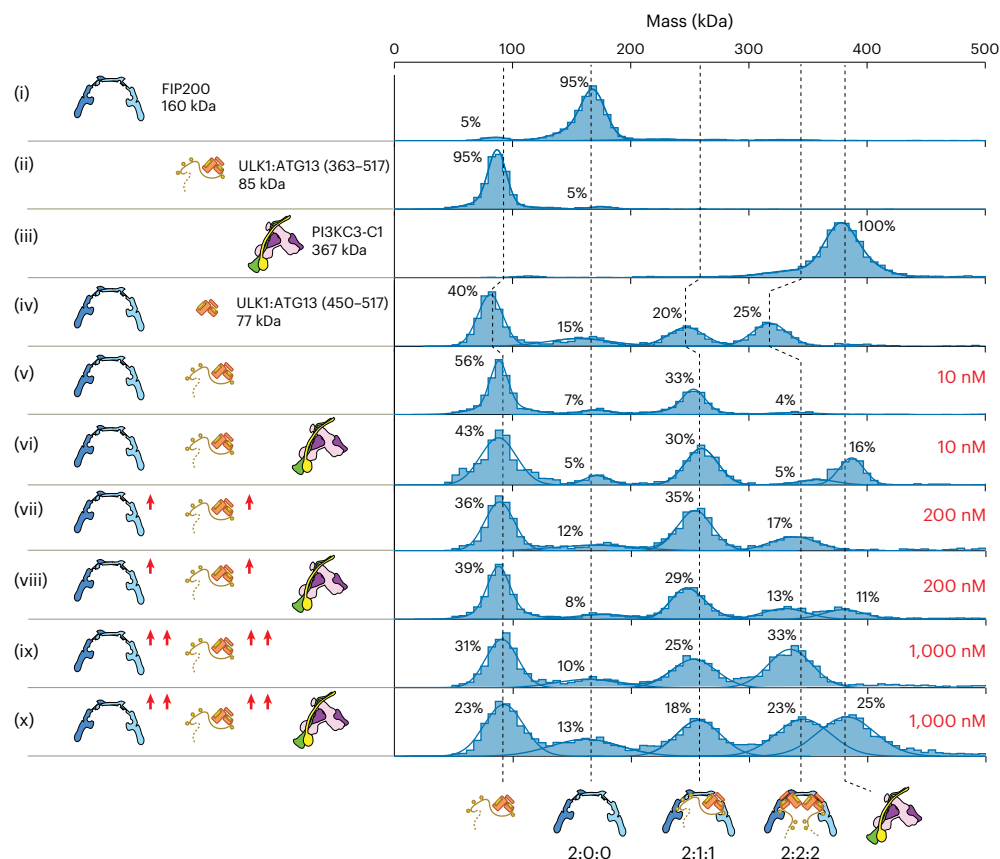 Mass (kDa)
0 100 200 300 400 500
(i) FIP200
160 kDa
5% 95%
(ii) ULK1:ATG13 (363–517)
85 kDa
95% 5%
(iii) PI3KC3-C1
367 kDa
100%
(iv) ULK1:ATG13 (450–517)
77 kDa
40% 15% 20% 25%
(v) 56% 7% 33% 4% 10 nM
(vi) 43% 5% 30% 5% 16% 10 nM
(vii) 36% 12% 35% 17% 200 nM
(viii) 39% 8% 29% 13% 11% 200 nM
(ix) 31% 10% 25% 33% 1,000 nM
(x) 23% 13% 18% 23% 25% 1,000 nM
2:0:0 2:1:1 2:2:2